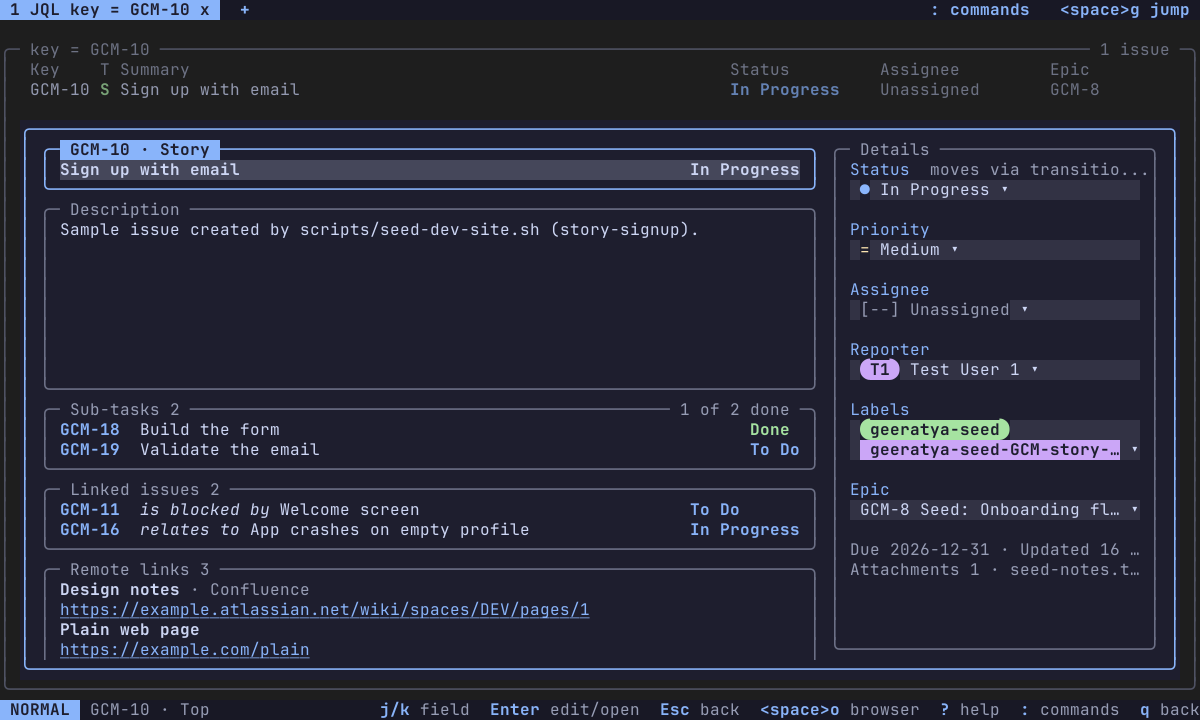 1 JQL key = GCM-10 x + : commands <space>g jump
key = GCM-10 1 issue
Key T Summary Status Assignee Epic
GCM-10 S Sign up with email In Progress Unassigned GCM-8
GCM-10 · Story
Sign up with email In Progress
Description
Sample issue created by scripts/seed-dev-site.sh (story-signup).
Sub-tasks 2 1 of 2 done
GCM-18 Build the form Done
GCM-19 Validate the email To Do
Linked issues 2
GCM-11 is blocked by Welcome screen To Do
GCM-16 relates to App crashes on empty profile In Progress
Remote links 3
Design notes · Confluence
https://example.atlassian.net/wiki/spaces/DEV/pages/1
Plain web page
https://example.com/plain
Details
Status moves via transitio...
● In Progress ▾
Priority
= Medium ▾
Assignee
[--] Unassigned ▾
Reporter
T1 Test User 1 ▾
Labels
geeratya-seed
geeratya-seed-GCM-story-… ▾
Epic
GCM-8 Seed: Onboarding fl… ▾
Due 2026-12-31 · Updated 16 …
Attachments 1 · seed-notes.t…
NORMAL GCM-10 · Top j/k field Enter edit/open Esc back <space>o browser ? help : commands q back